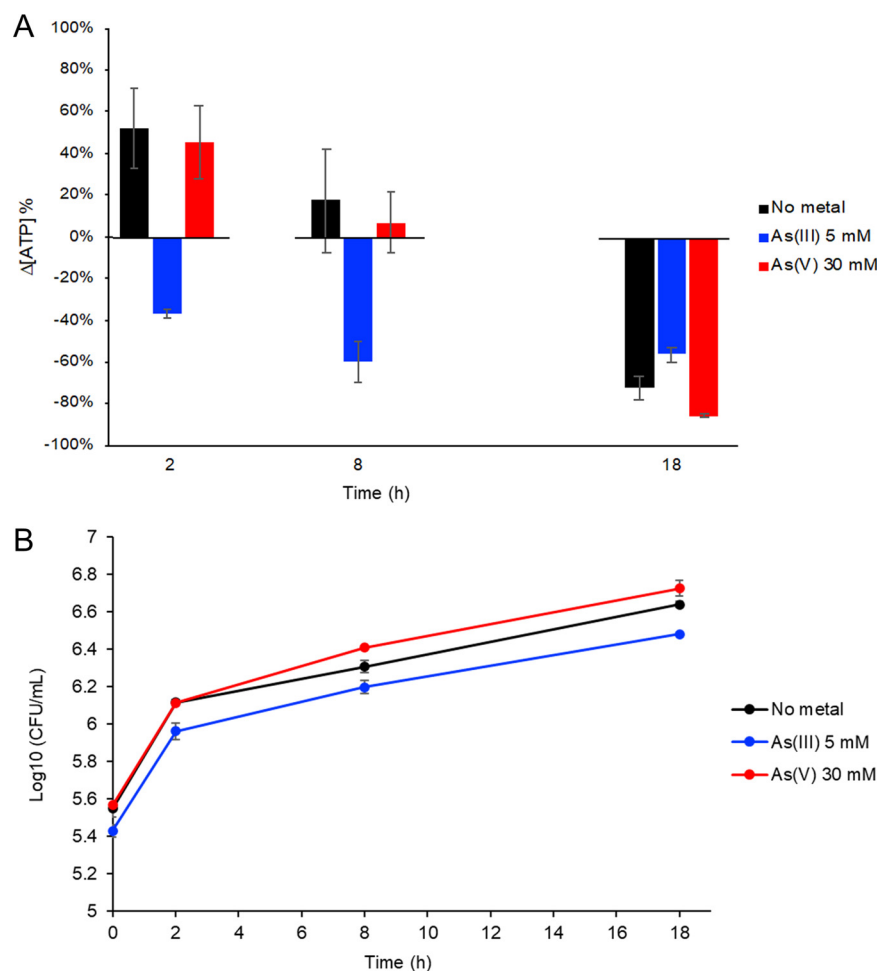 A
100%
80%
60%
40%
20%
0%
-20%
-40%
-60%
-80%
-100%
Δ[ATP] %
2 8 18
Time (h)
No metal
As(III) 5 mM
As(V) 30 mM
B
7
6.8
6.6
6.4
6.2
6
5.8
5.6
5.4
5.2
5
Log10 (CFU/mL)
0 2 4 6 8 10 12 14 16 18
Time (h)
No metal
As(III) 5 mM
As(V) 30 mM